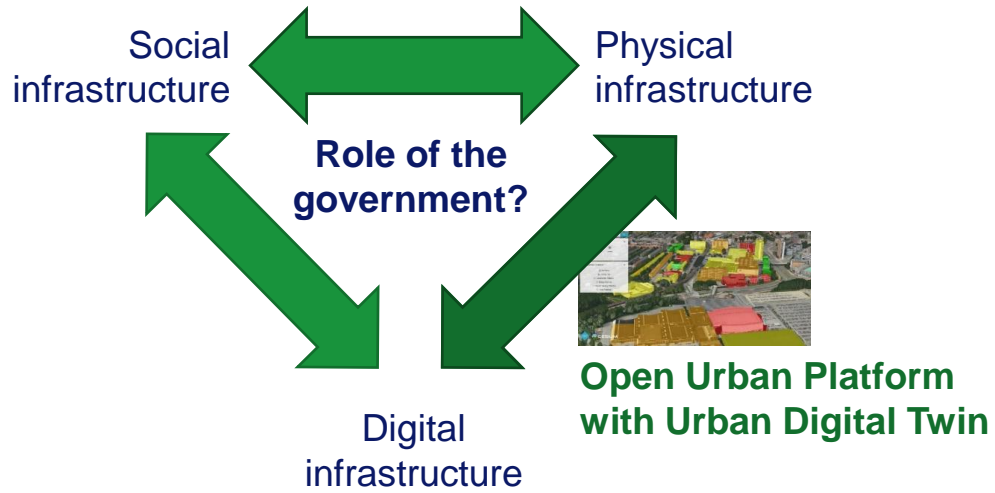 Social
infrastructure
Physical
infrastructure
Role of the
government?
Open Urban Platform
with Urban Digital Twin
Digital
infrastructure